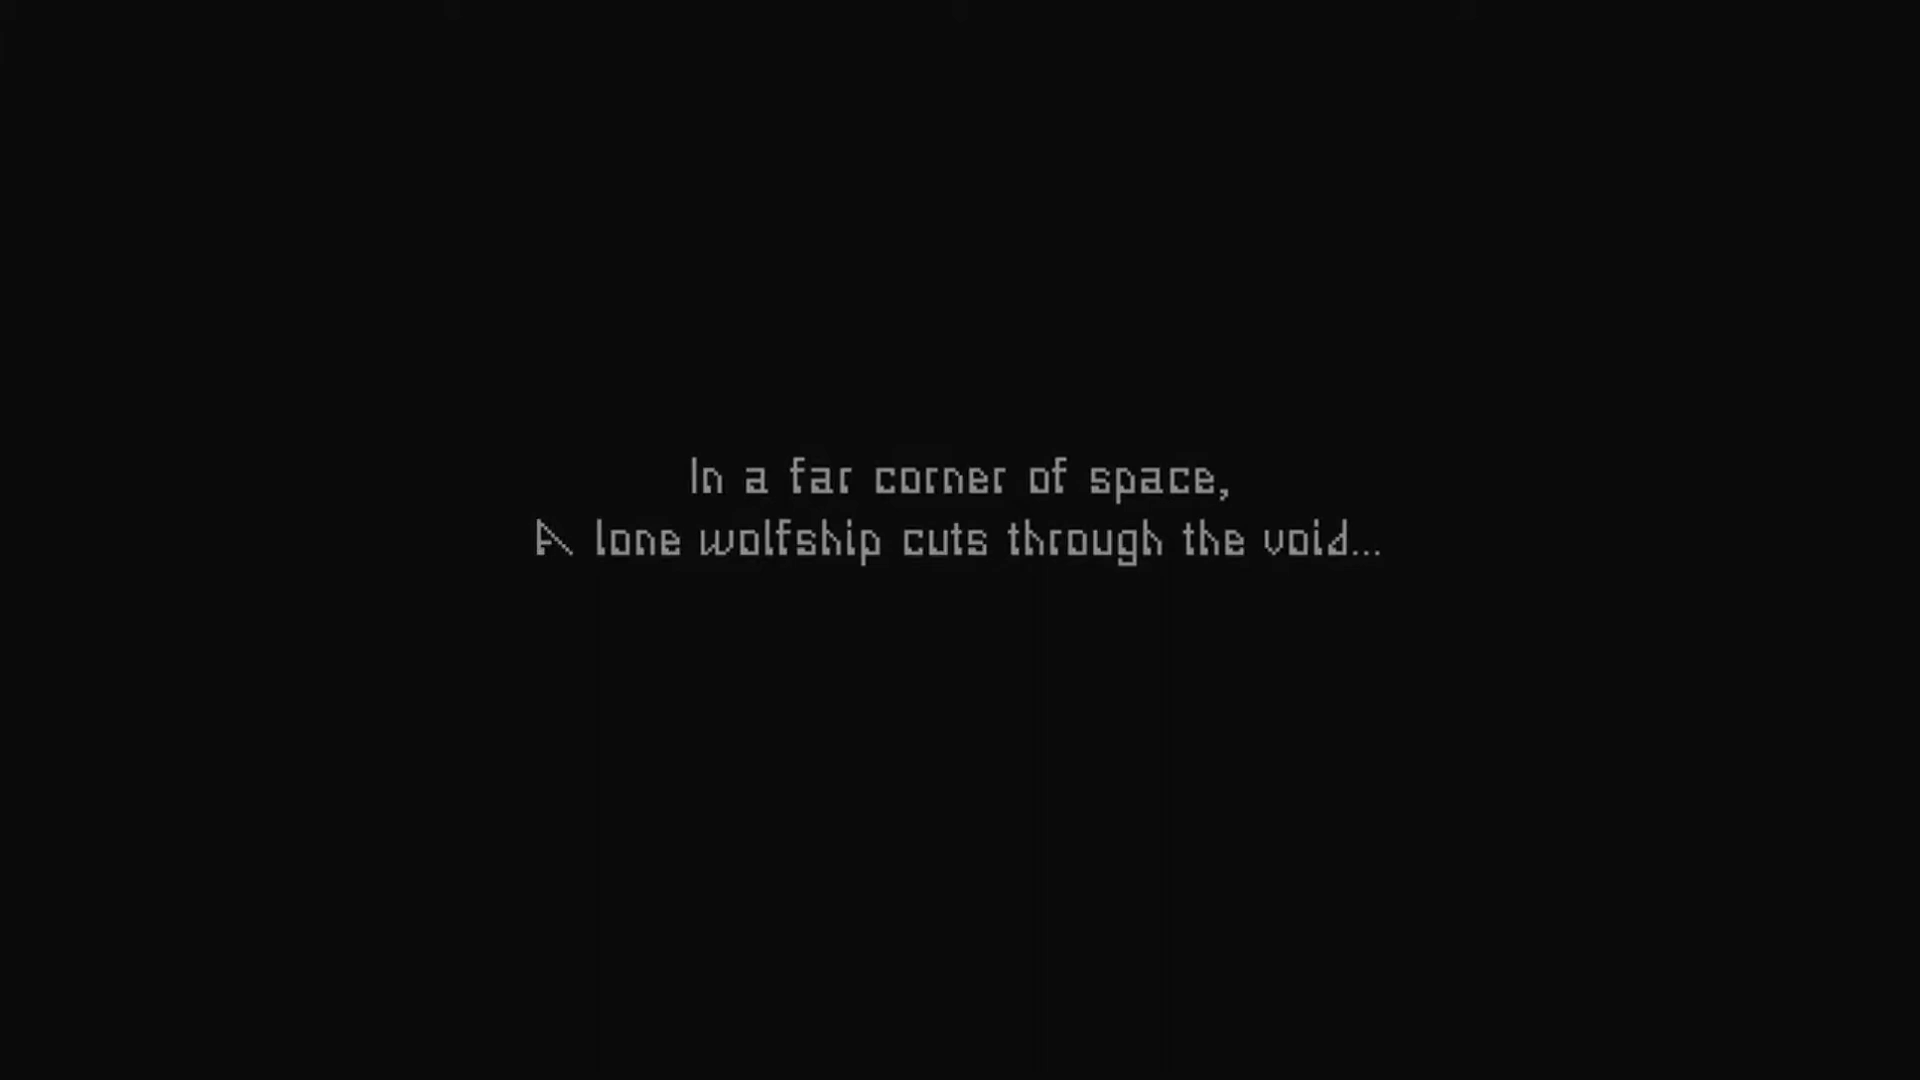 In a far corner of space,
A lone wolfship cuts through the void...